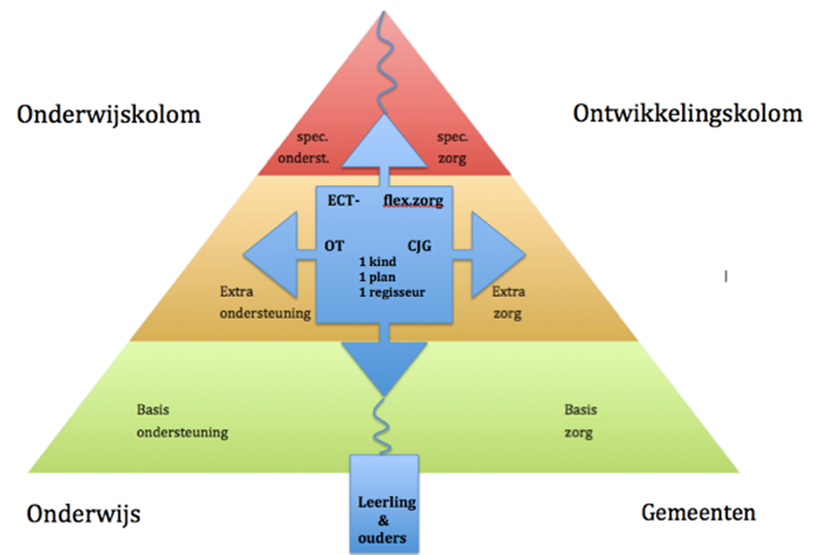 Onderwijskolom
Ontwikkelingskolom
spec.
onderst.
spec.
zorg
ECT- flex.zorg
OT CJG
1 kind
1 plan
1 regisseur
Extra
ondersteuning
Extra
zorg
Basis
ondersteuning
Basis
zorg
Leerling
&
ouders
Onderwijs
Gemeenten